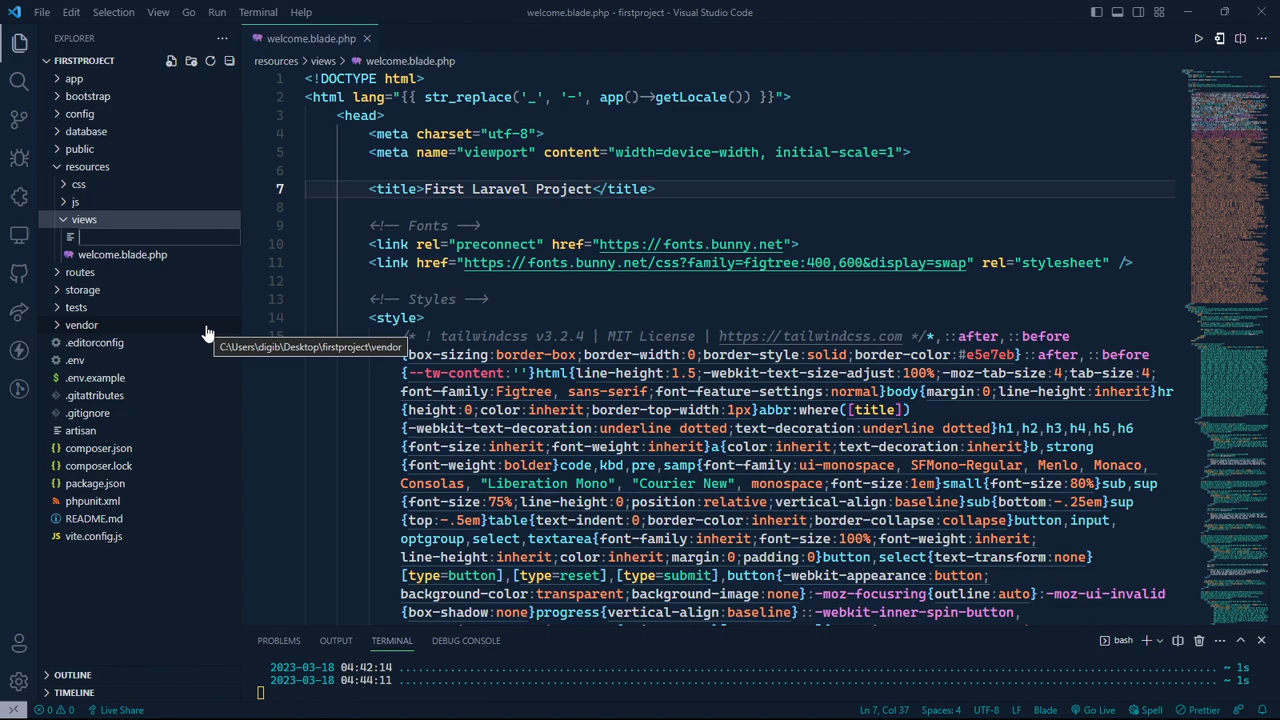 File Edit Selection View Go Run Terminal Help
welcome.blade.php - firstproject - Visual Studio Code
EXPLORER
FIRSTPROJECT
app
bootstrap
config
database
public
resources
css
js
views
welcome.blade.php
routes
storage
tests
vendor
C:\Users\digib\Desktop\firstproject\vendor
.editorconfig
.env
.env.example
.gitattributes
.gitignore
artisan
composer.json
composer.lock
package.json
phpunit.xml
README.md
vite.config.js
OUTLINE
TIMELINE
welcome.blade.php
resources > views > welcome.blade.php
1 <!DOCTYPE html>
2 <html lang="{{ str_replace('_', '-', app()->getLocale()) }}">
3 <head>
4 <meta charset="utf-8">
5 <meta name="viewport" content="width=device-width, initial-scale=1">
6
7 <title>First Laravel Project</title>
8
9 <!-- Fonts -->
10 <link rel="preconnect" href="https://fonts.bunny.net">
11 <link href="https://fonts.bunny.net/css?family=figtree:400,600&display=swap" rel="stylesheet" />
12
13 <!-- Styles -->
14 <style>
15 | MIT License | https://tailwindcss.com */*,::after,::before
{box-sizing:border-box;border-width:0;border-style:solid;border-color:#e5e7eb}::after,::before
{--tw-content:''}html{line-height:1.5;-webkit-text-size-adjust:100%;-moz-tab-size:4;tab-size:4;
font-family:Figtree, sans-serif;font-feature-settings:normal}body{margin:0;line-height:inherit}hr
{height:0;color:inherit;border-top-width:1px}abbr:where([title])
{-webkit-text-decoration:underline dotted;text-decoration:underline dotted}h1,h2,h3,h4,h5,h6
{font-size:inherit;font-weight:inherit}a{color:inherit;text-decoration:inherit}b,strong
{font-weight:bolder}code,kbd,pre,samp{font-family:ui-monospace, SFMono-Regular, Menlo, Monaco,
Consolas, "Liberation Mono", "Courier New", monospace;font-size:1em}small{font-size:80%}sub,sup
{font-size:75%;line-height:0;position:relative;vertical-align:baseline}sub{bottom:-.25em}sup
{top:-.5em}table{text-indent:0;border-color:inherit;border-collapse:collapse}button,input,
optgroup,select,textarea{font-family:inherit;font-size:100%;font-weight:inherit;
line-height:inherit;color:inherit;margin:0;padding:0}button,select{text-transform:none}
[type=button],[type=reset],[type=submit],button{-webkit-appearance:button;
background-color:transparent;background-image:none}:-moz-focusring{outline:auto}:-moz-ui-invalid
{box-shadow:none}progress{vertical-align:baseline}::-webkit-inner-spin-button,
PROBLEMS OUTPUT TERMINAL DEBUG CONSOLE
bash
2023-03-18 04:42:14 ........ ~ 1s
2023-03-18 04:44:11 ........ ~ 1s
0 0 Live Share
Ln 7, Col 37 Spaces: 4 UTF-8 LF Blade Go Live Spell Prettier